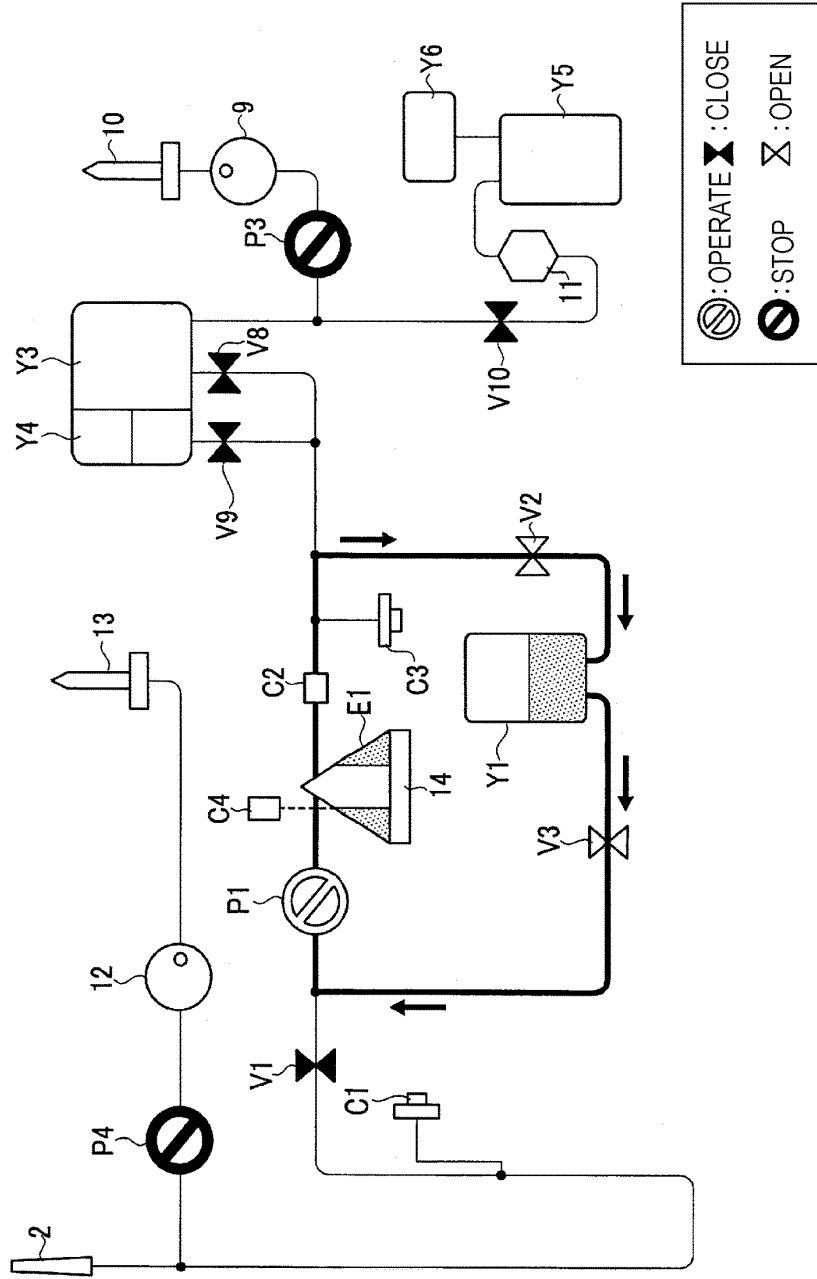 2
Y4
Y3
P4
12
13
10
V9
V8
P1
C4
P3
9
V1
C2
C1
E1
C3
14
Y6
Y1
V10
V3
V2
11
Y5
:OPERATE :CLOSE
:STOP :OPEN